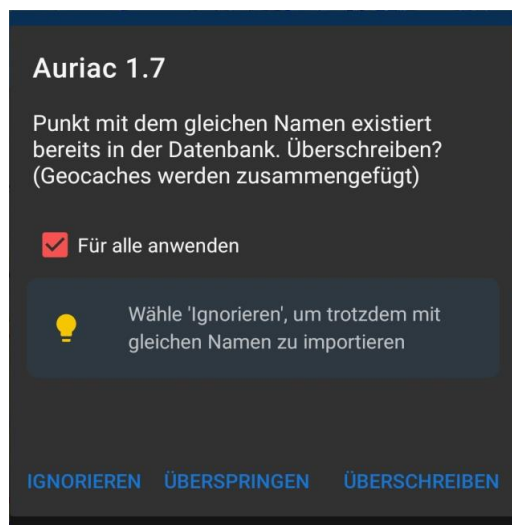 Auriac 1.7
Punkt mit dem gleichen Namen existiert
bereits in der Datenbank. Überschreiben?
(Geocaches werden zusammengefügt)
Für alle anwenden
Wähle 'Ignorieren', um trotzdem mit
gleichen Namen zu importieren
IGNORIEREN ÜBERSPRINGEN ÜBERSCHREIBEN